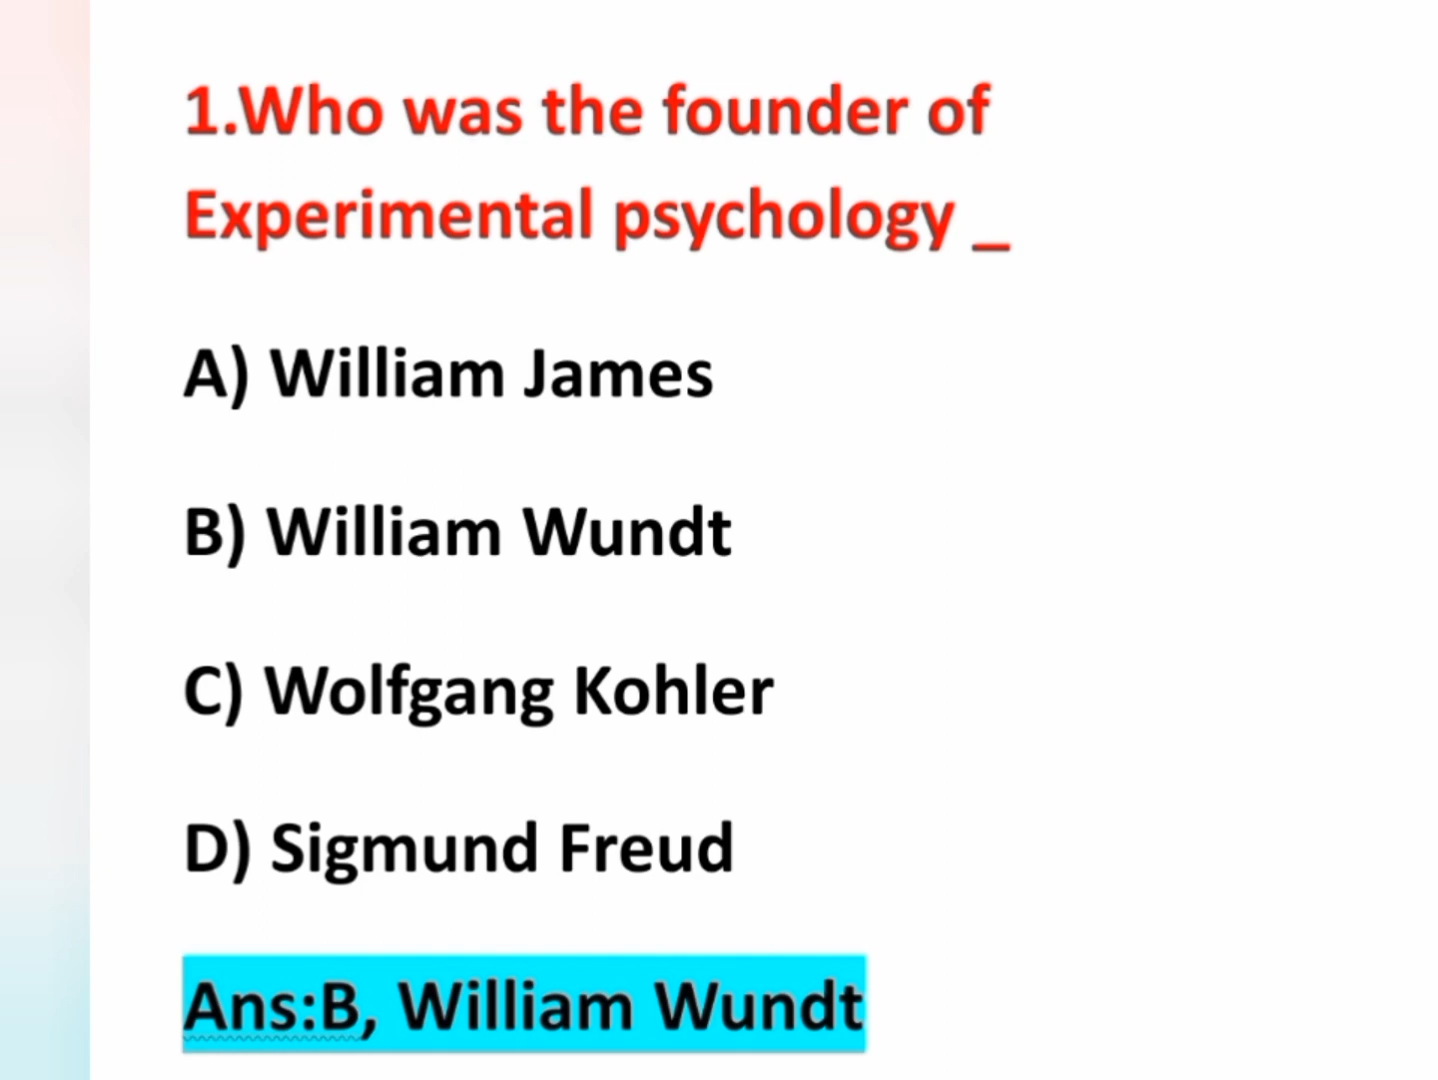 1.Who was the founder of
Experimental psychology _
A) William James
B) William Wundt
C) Wolfgang Kohler
D) Sigmund Freud
Ans:B, William Wundt